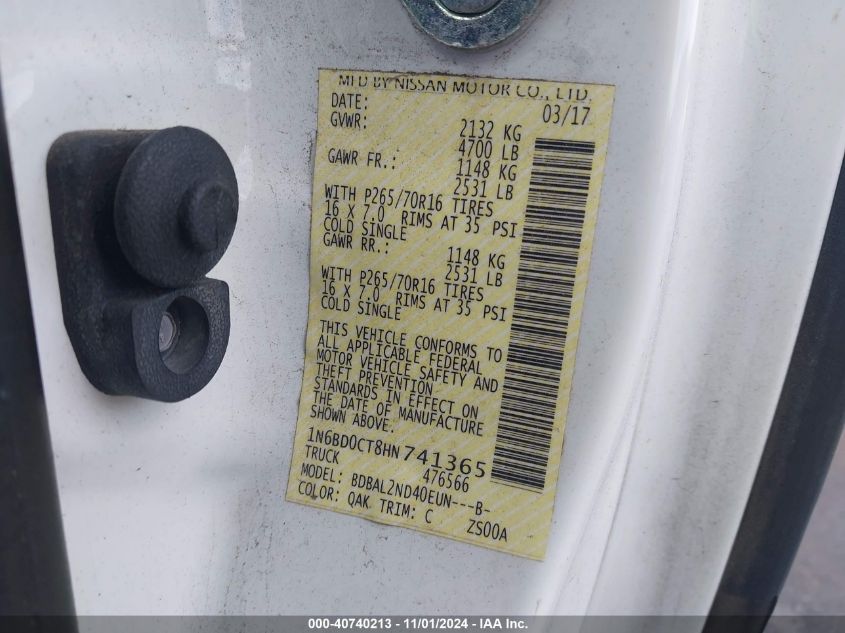 MFD BY NISSAN MOTOR CO., LTD.
DATE: 03/17
GVWR: 2132 KG
4700 LB
GAWR FR.: 1148 KG
2531 LB
WITH P265/70R16 TIRES
16 X 7.0 RIMS AT 35 PSI
COLD SINGLE
GAWR RR.: 1148 KG
2531 LB
WITH P265/70R16 TIRES
16 X 7.0 RIMS AT 35 PSI
COLD SINGLE
THIS VEHICLE CONFORMS TO
ALL APPLICABLE FEDERAL
MOTOR VEHICLE SAFETY AND
THEFT PREVENTION
STANDARDS IN EFFECT ON
THE DATE OF MANUFACTURE
SHOWN ABOVE.
1N6BD0CT8HN741365
TRUCK 476566
MODEL: BDBAL2ND40EUN---B-
COLOR: QAK TRIM: C ZS00A
000-40740213 - 11/01/2024 - IAA Inc.